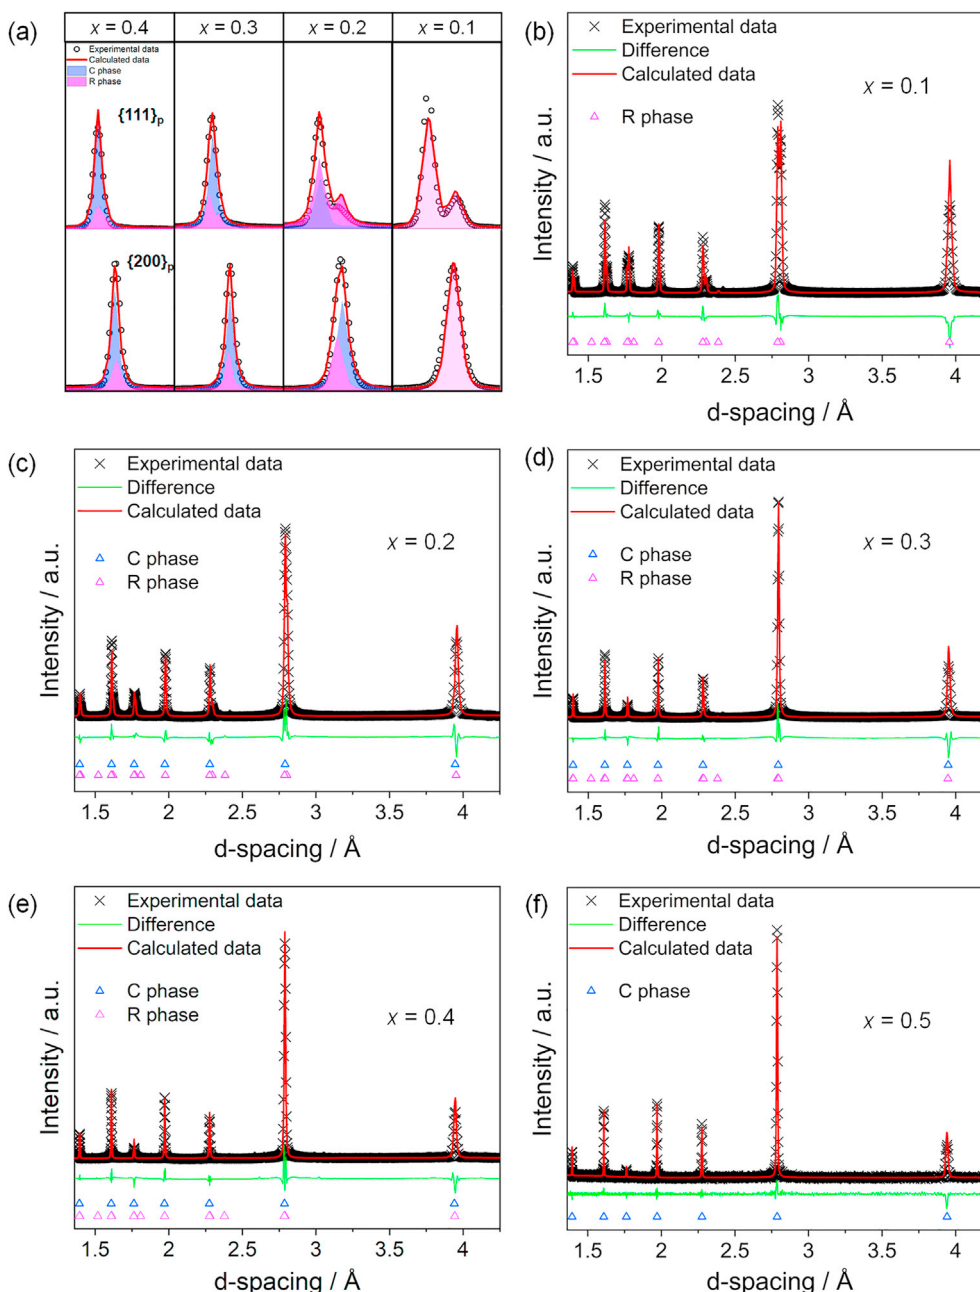 (a)
x = 0.4 x = 0.3 x = 0.2 x = 0.1
Experimental data
Calculated data
C phase
R phase
{111}p
{200}p
(b)
Experimental data
Difference
Calculated data
x = 0.1
R phase
Intensity / a.u.
1.5 2 2.5 3 3.5 4
d-spacing / Å
(c)
Experimental data
Difference
Calculated data
x = 0.2
C phase
R phase
Intensity / a.u.
1.5 2 2.5 3 3.5 4
d-spacing / Å
(d)
Experimental data
Difference
Calculated data
x = 0.3
C phase
R phase
Intensity / a.u.
1.5 2 2.5 3 3.5 4
d-spacing / Å
(e)
Experimental data
Difference
Calculated data
C phase
x = 0.4
R phase
Intensity / a.u.
1.5 2 2.5 3 3.5 4
d-spacing / Å
(f)
Experimental data
Difference
Calculated data
C phase
x = 0.5
Intensity / a.u.
1.5 2 2.5 3 3.5 4
d-spacing / Å